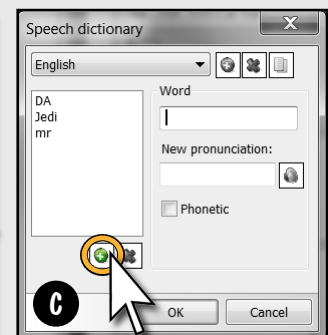 Speech dictionary
English
Word
DA
Jedi
mr
New pronunciation:
Phonetic
C
OK
Cancel